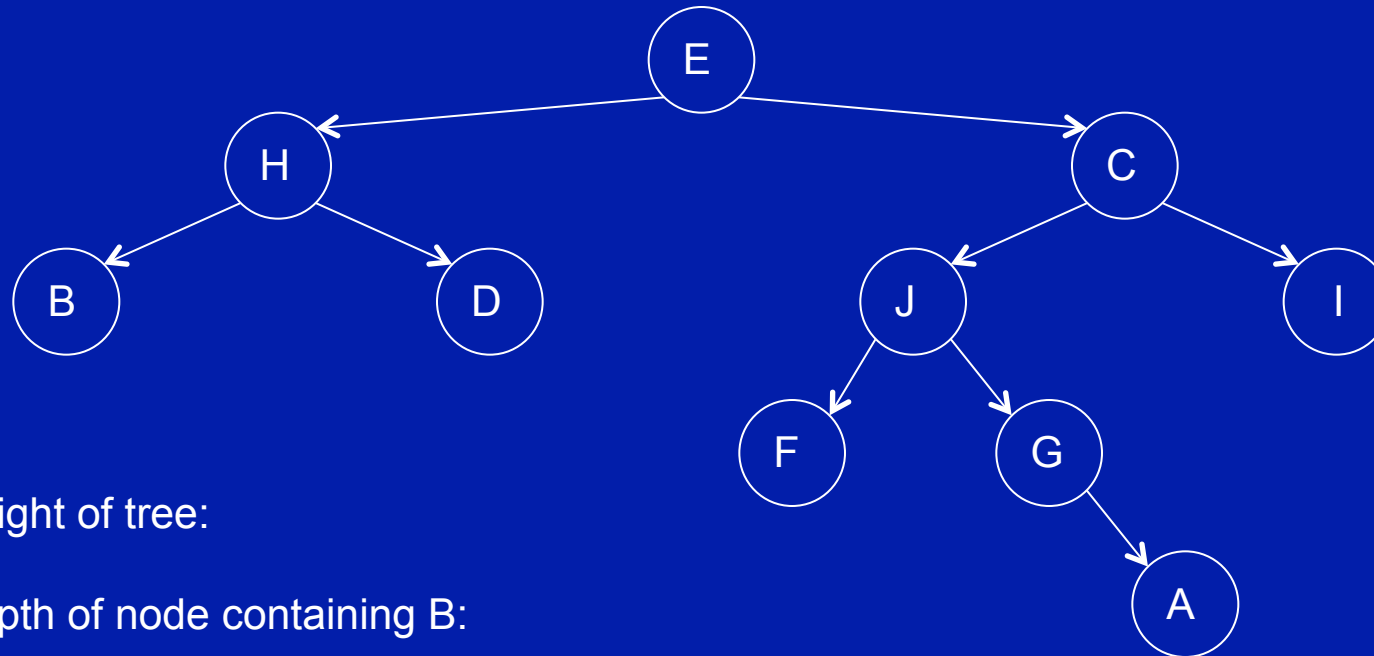 E
H C
B D J I
F G
ight of tree:
A
pth of node containing B: